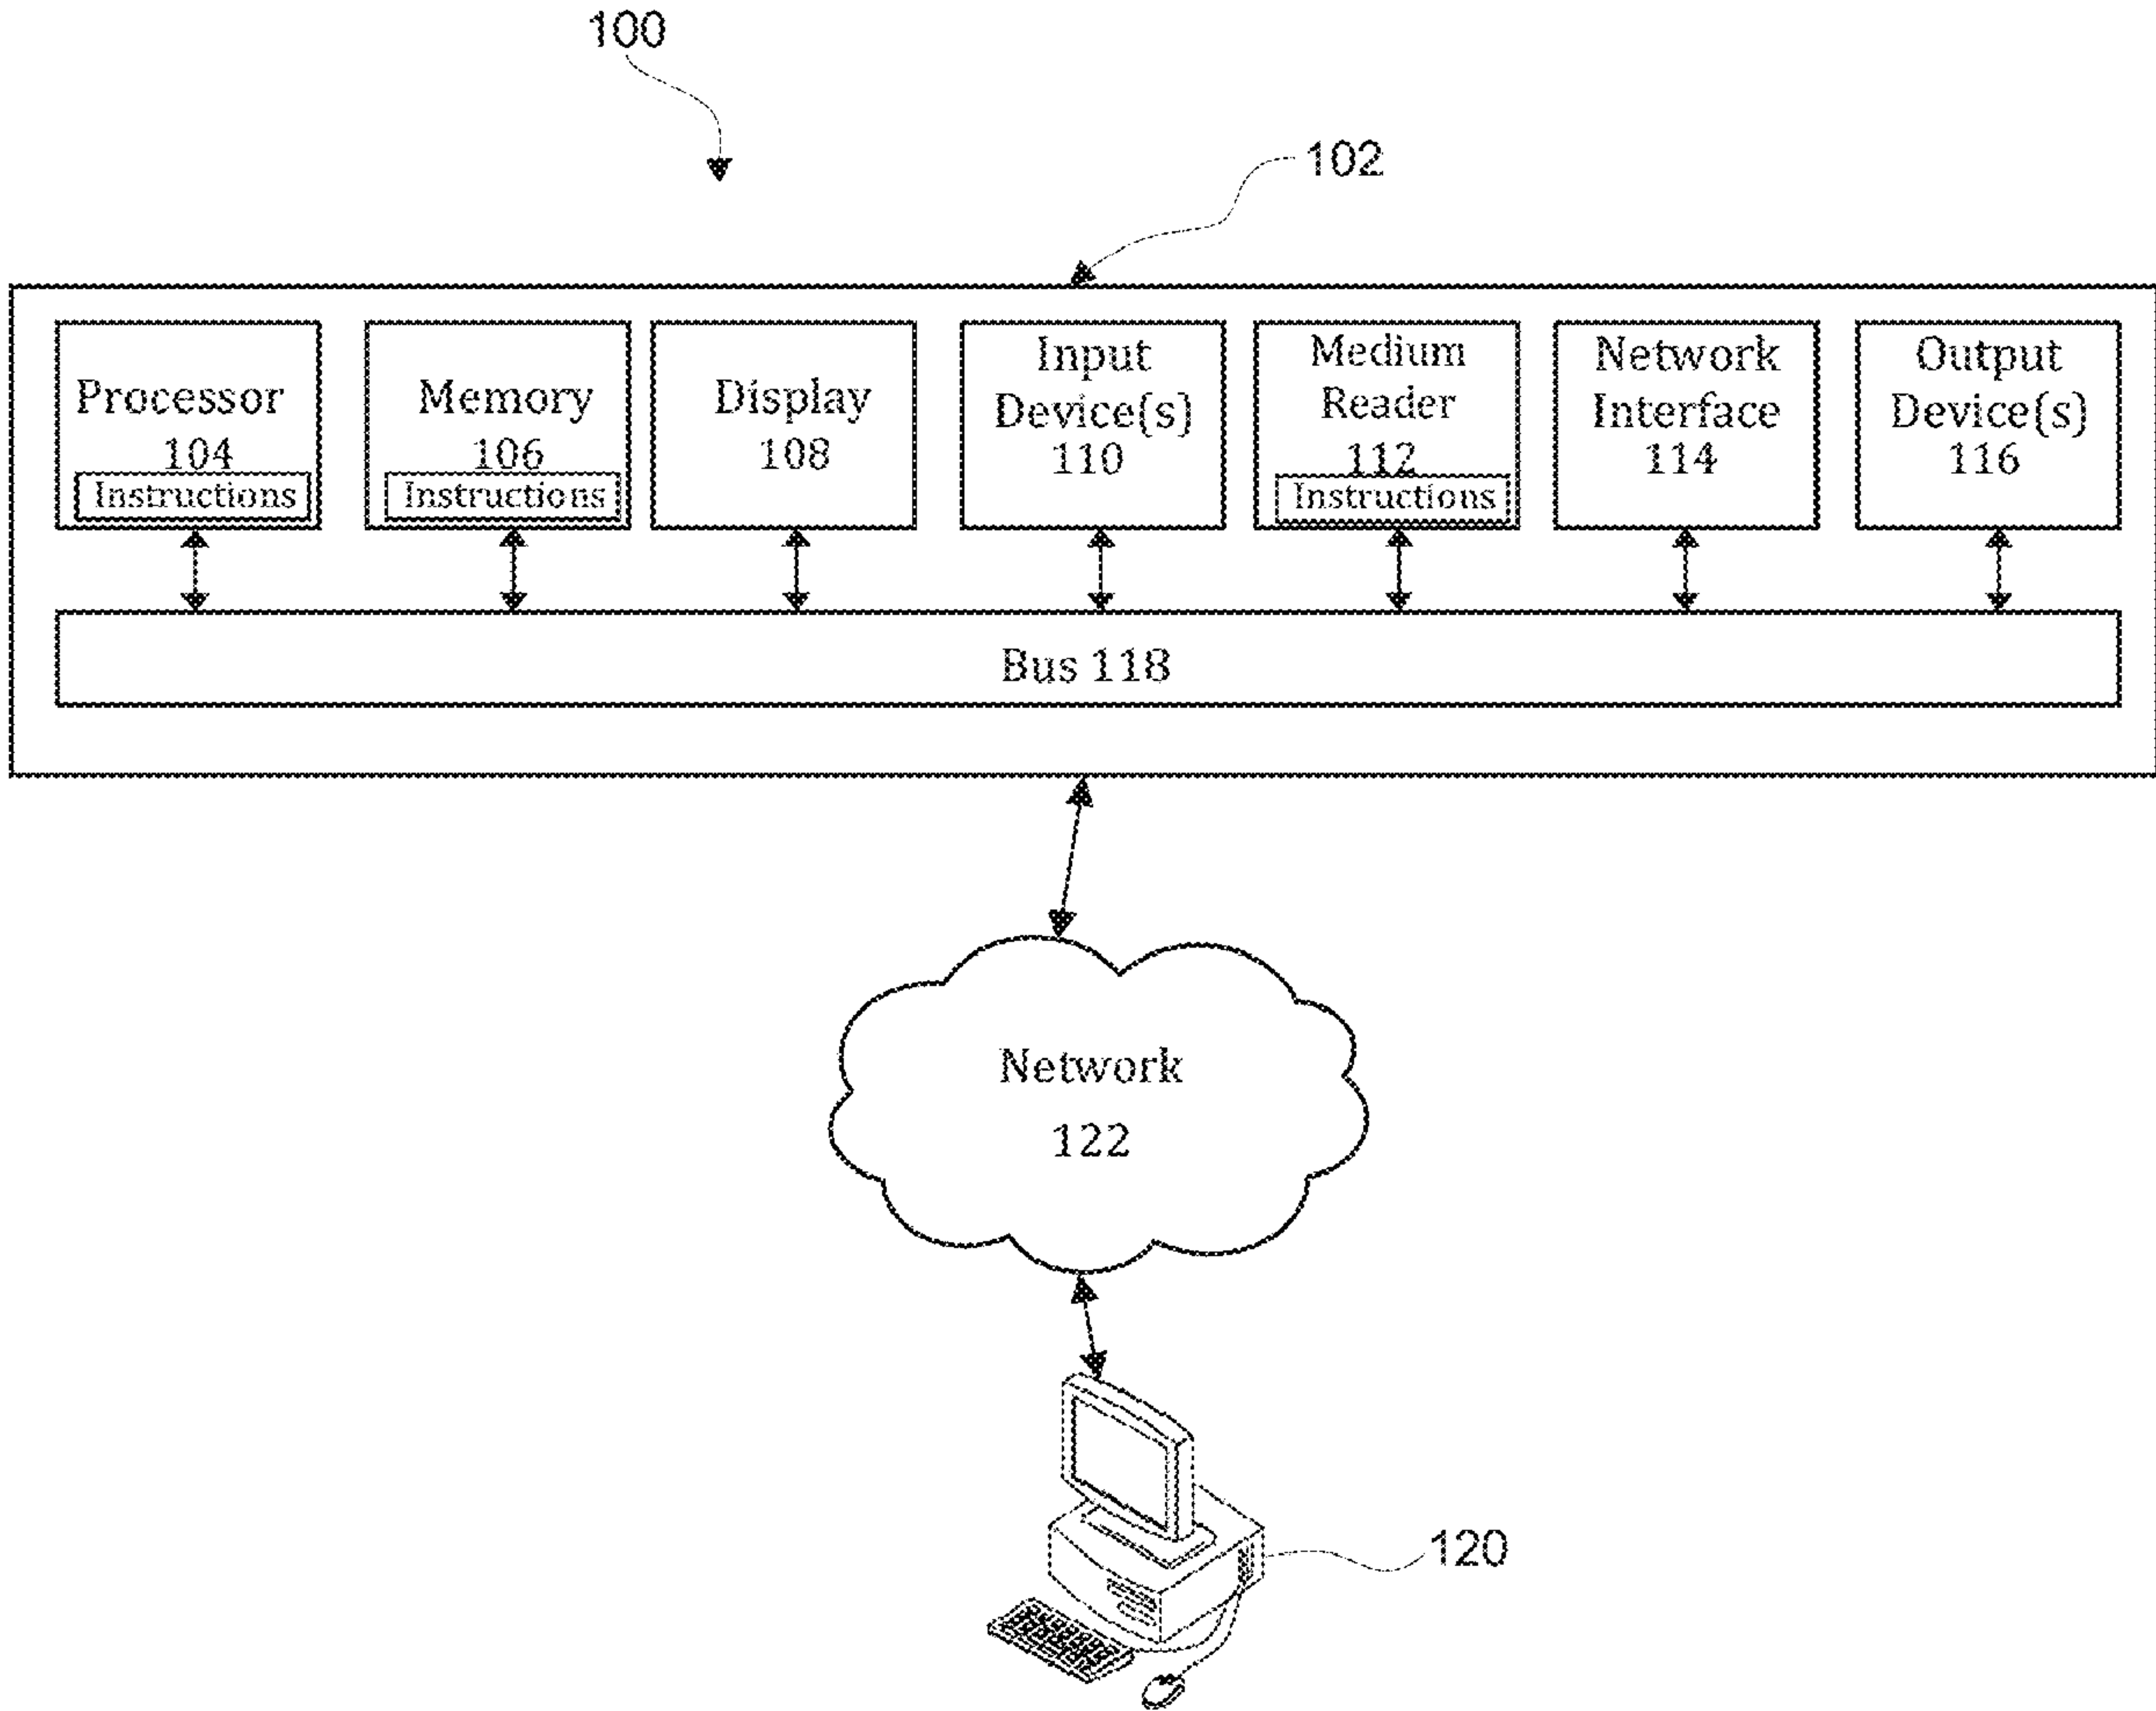 100
102
Processor
104
Instructions
Memory
106
Instructions
Display
108
Input
Device(s)
110
Medium
Reader
112
Instructions
Network
Interface
114
Output
Device(s)
116
Bus 118
Network
122
120